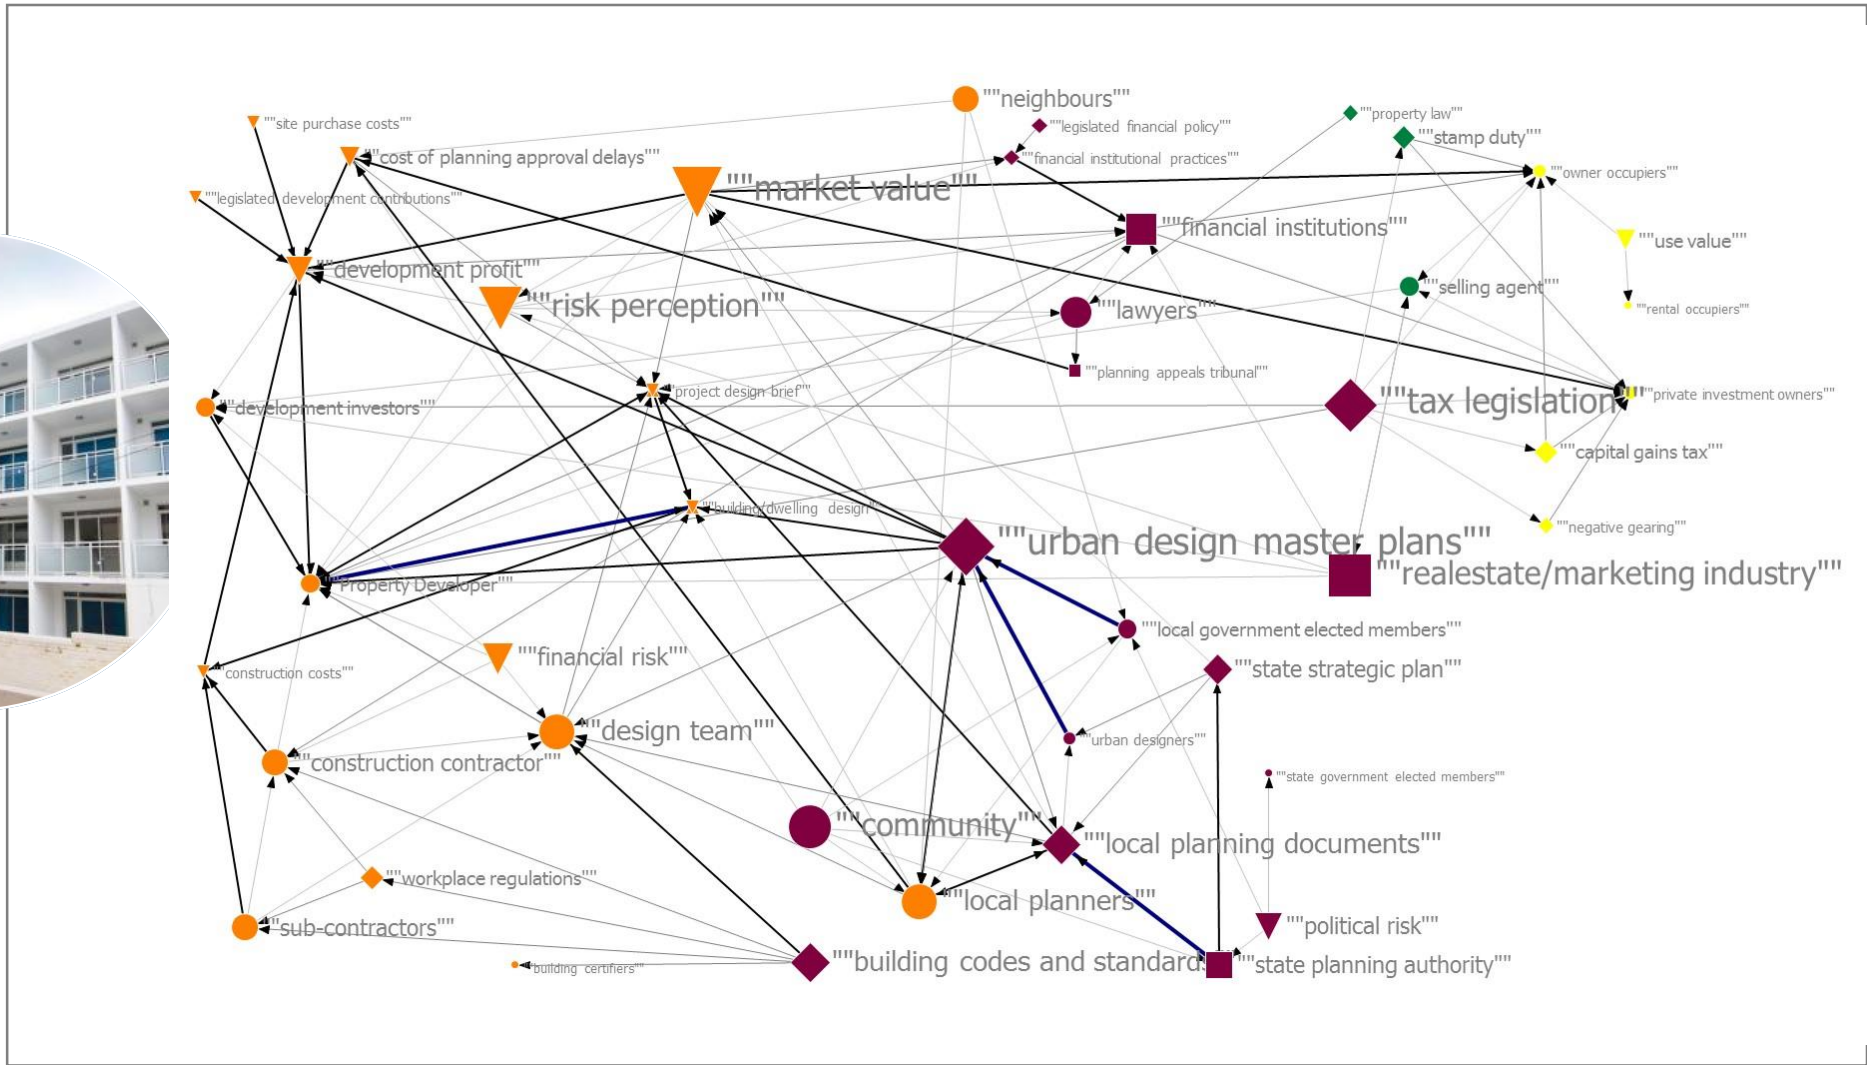 ""neighbours""
""property law""
""site purchase costs""
""legislated financial policy""
""stamp duty""
""cost of planning approval delays""
""financial institutional practices""
""owner occupiers""
""market value""
""legislated development contributions""
""financial institutions""
""use value""
""development profit""
""selling agent""
""risk perception""
""lawyers""
""rental occupiers""
""planning appeals tribunal""
""project design brief""
""private investment owners""
""tax legislation""
""development investors""
""capital gains tax""
""building/dwelling design""
""negative gearing""
""urban design master plans""
""realestate/marketing industry""
""Property Developer""
""local government elected members""
""financial risk""
""state strategic plan""
""construction costs""
""design team""
""urban designers""
""construction contractor""
""state government elected members""
""community""
""local planning documents""
""workplace regulations""
""local planners""
""political risk""
""sub-contractors""
""building certifiers""
""building codes and standards""
""state planning authority""